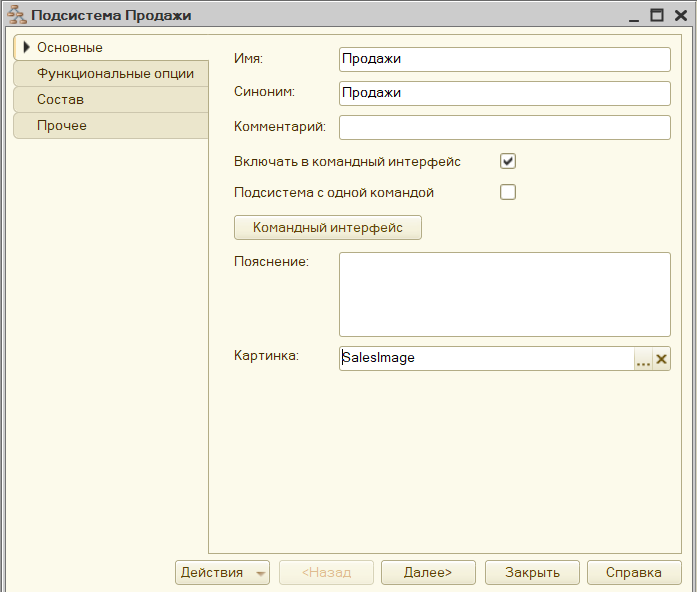 Подсистема Продажи
Основные
Функциональные опции
Состав
Прочее
Имя: Продажи
Синоним: Продажи
Комментарий:
Включать в командный интерфейс
Подсистема с одной командой
Командный интерфейс
Пояснение:
Картинка: SalesImage ...
Действия <Назад Далее> Закрыть Справка